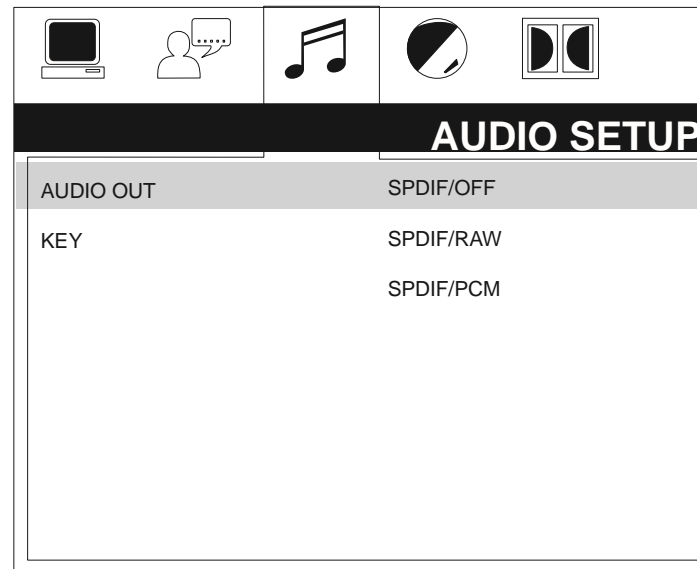 AUDIO SETUP
AUDIO OUT SPDIF/OFF
KEY SPDIF/RAW
SPDIF/PCM